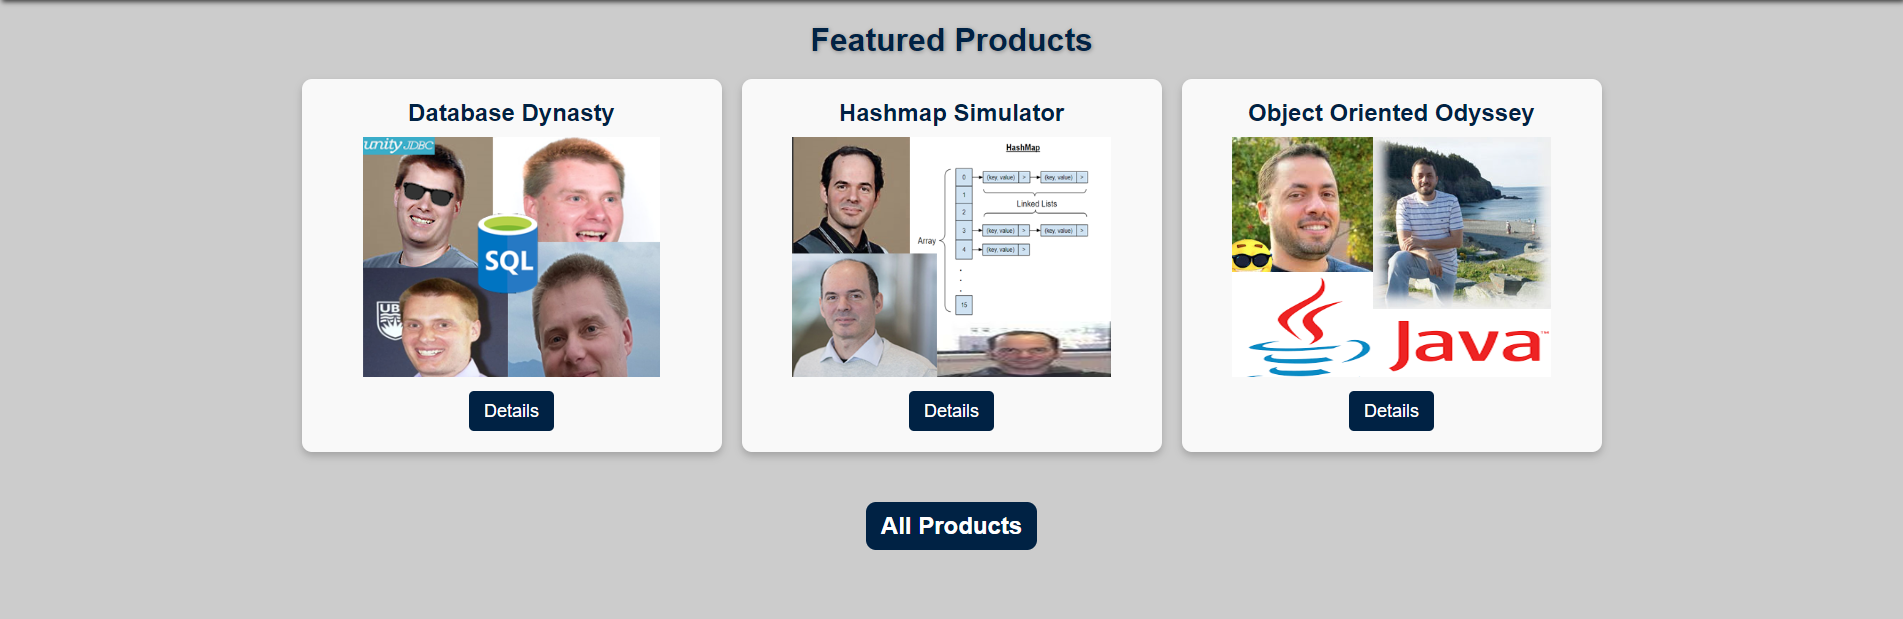 Featured Products
Database Dynasty
unity JDBC
SQL
UB
Details
Hashmap Simulator
HashMap
0 (key, value) > (key, value) >
1
Linked Lists
2
3 (key, value) > (key, value) >
Array
4 (key, value) >
15
Details
Object Oriented Odyssey
Java™
Details
All Products